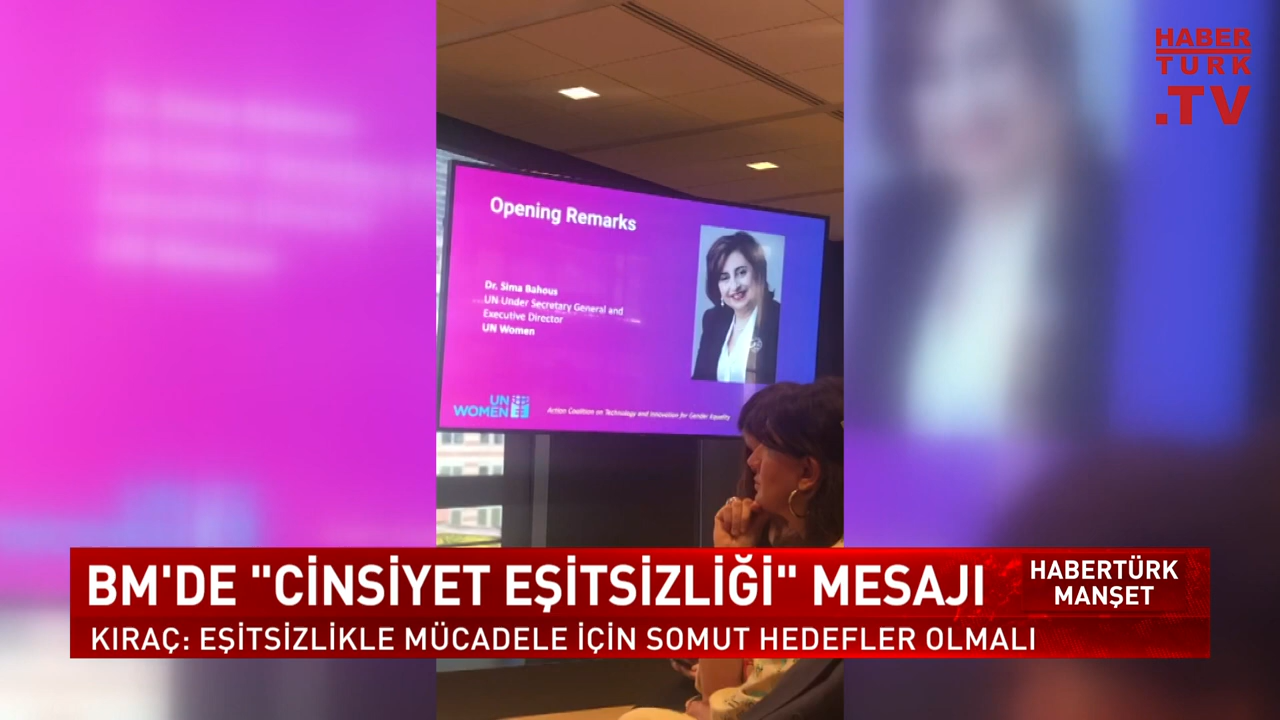 HABER
TÜRK
.TV
Opening Remarks
Dr. Sima Bahous
UN Under Secretary General and
Executive Director
UN Women
UN
WOMEN
Action Coalition on Technology and Innovation for Gender Equality
BM'DE "CİNSİYET EŞİTSİZLİĞİ" MESAJI
HABERTÜRK
MANŞET
KIRAÇ: EŞİTSİZLİKLE MÜCADELE İÇİN SOMUT HEDEFLER OLMALI